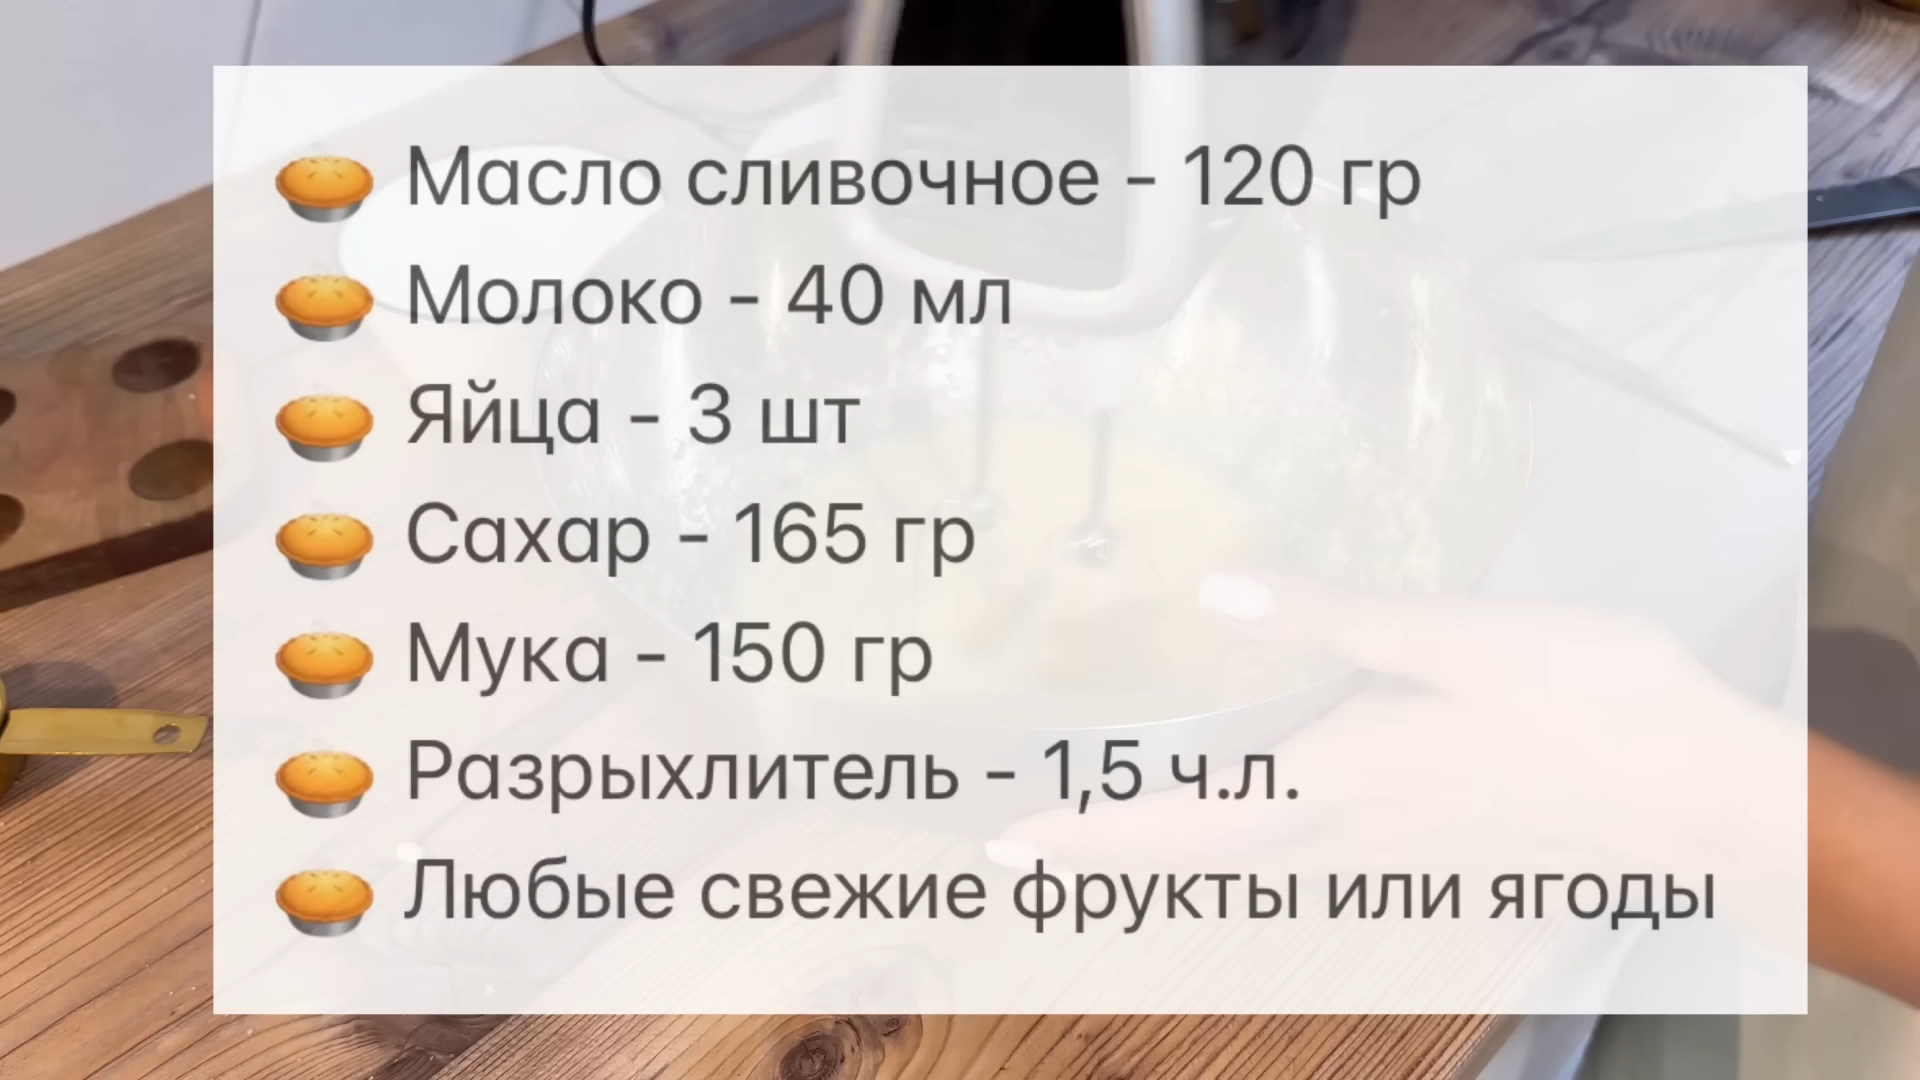 Масло сливочное - 120 гр
Молоко - 40 мл
Яйца - 3 шт
Сахар - 165 гр
Мука - 150 гр
Разрыхлитель - 1,5 ч.л.
Любые свежие фрукты или ягоды